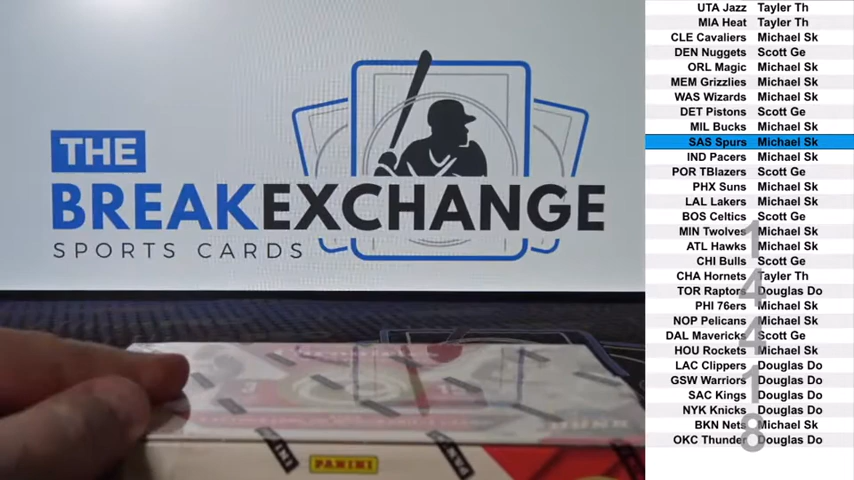 THE
BREAKEXCHANGE
SPORTS CARDS
PANINI
UTA Jazz Tayler Th
MIA Heat Tayler Th
CLE Cavaliers Michael Sk
DEN Nuggets Scott Ge
ORL Magic Michael Sk
MEM Grizzlies Michael Sk
WAS Wizards Michael Sk
DET Pistons Scott Ge
MIL Bucks Michael Sk
SAS Spurs Michael Sk
IND Pacers Michael Sk
POR TBlazers Scott Ge
PHX Suns Michael Sk
LAL Lakers Michael Sk
BOS Celtics Scott Ge
MIN Twolves Michael Sk
ATL Hawks Michael Sk
CHI Bulls Scott Ge
CHA Hornets Tayler Th
TOR Raptors Douglas Do
PHI 76ers Michael Sk
NOP Pelicans Michael Sk
DAL Mavericks Scott Ge
HOU Rockets Michael Sk
LAC Clippers Douglas Do
GSW Warriors Douglas Do
SAC Kings Douglas Do
NYK Knicks Douglas Do
BKN Nets Michael Sk
OKC Thunder Douglas Do
1
4
4
1
8